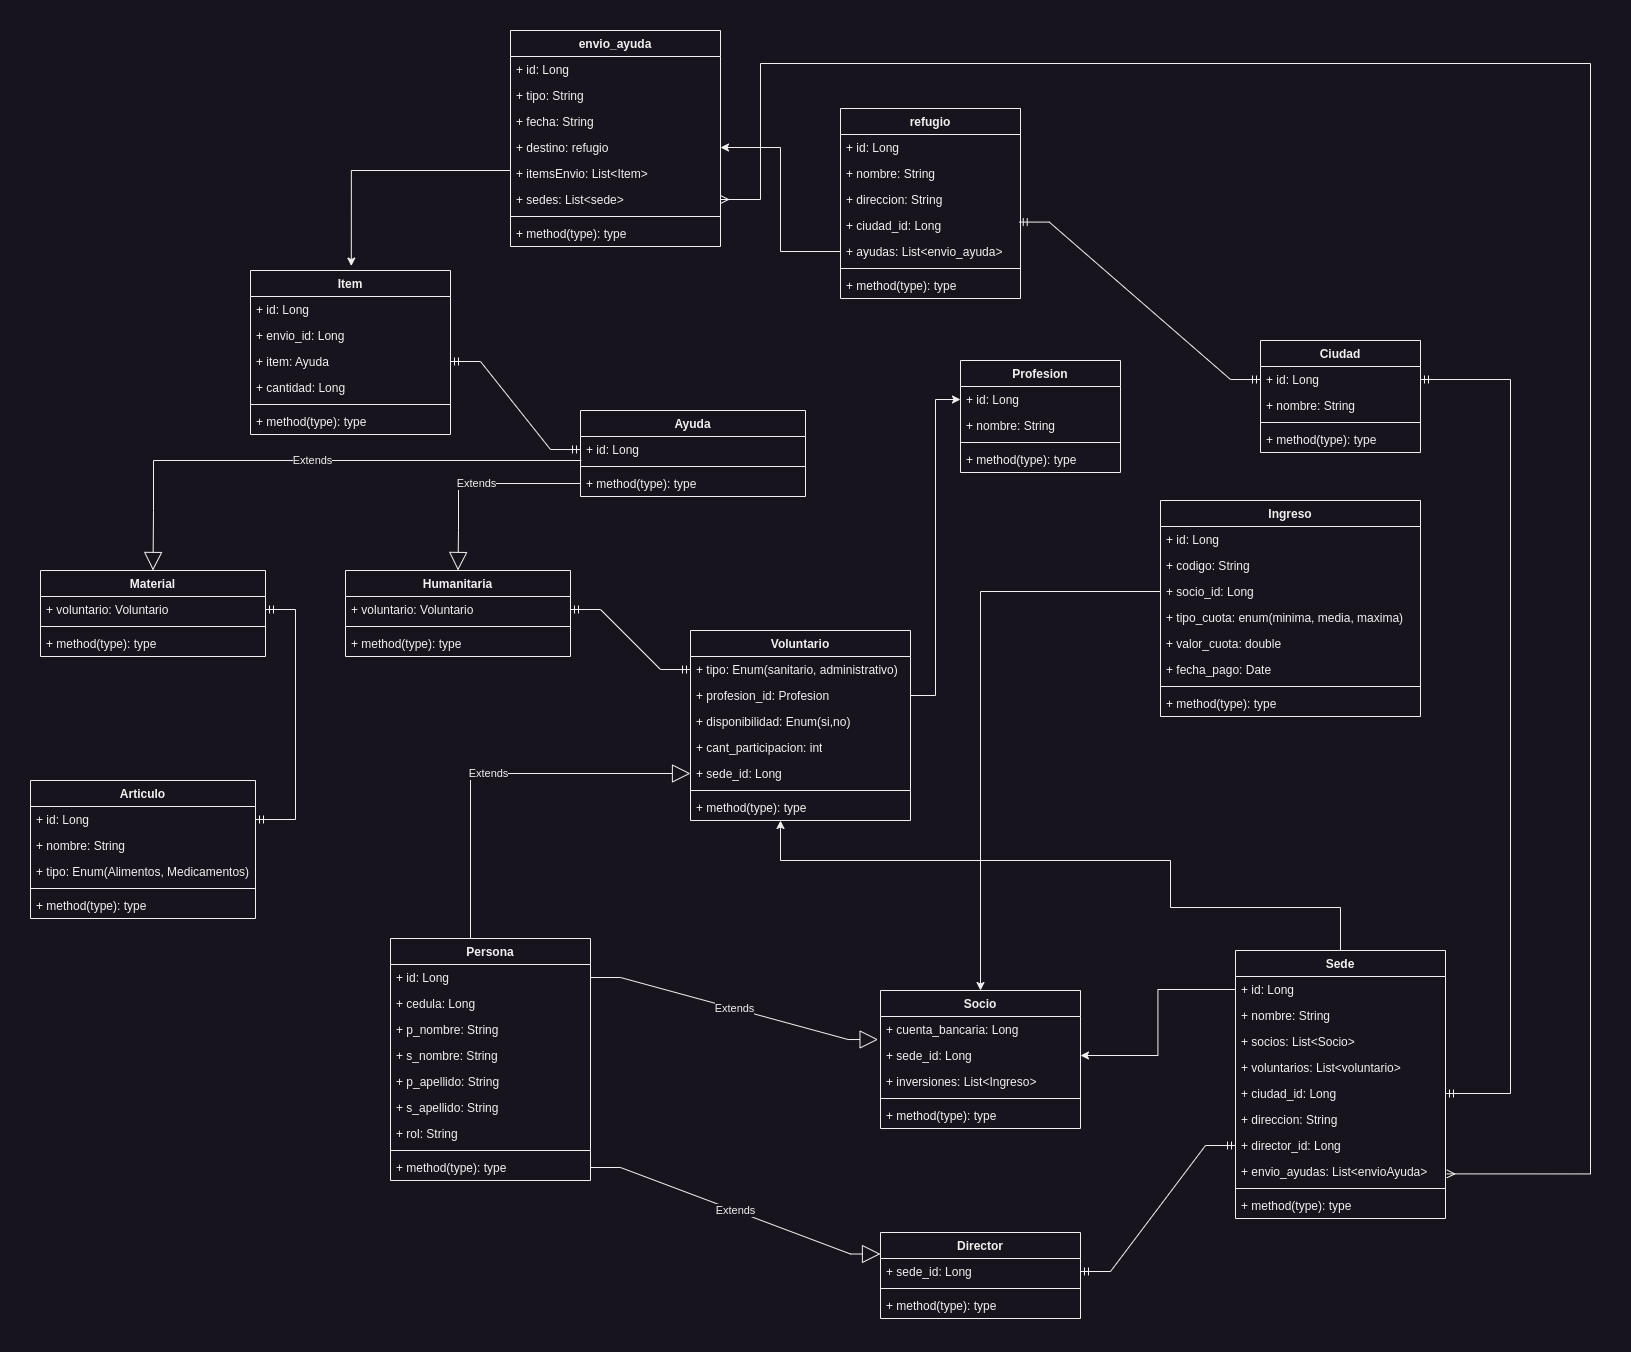 envio_ayuda
+ id: Long
+ tipo: String
+ fecha: String
+ destino: refugio
+ itemsEnvio: List<Item>
+ sedes: List<sede>
+ method(type): type
refugio
+ id: Long
+ nombre: String
+ direccion: String
+ ciudad_id: Long
+ ayudas: List<envio_ayuda>
+ method(type): type
Item
+ id: Long
+ envio_id: Long
+ item: Ayuda
+ cantidad: Long
+ method(type): type
Ciudad
+ id: Long
+ nombre: String
+ method(type): type
Profesion
+ id: Long
+ nombre: String
+ method(type): type
Ayuda
+ id: Long
+ method(type): type
Extends
Extends
Ingreso
+ id: Long
+ codigo: String
+ socio_id: Long
+ tipo_cuota: enum(minima, media, maxima)
+ valor_cuota: double
+ fecha_pago: Date
+ method(type): type
Material
+ voluntario: Voluntario
+ method(type): type
Humanitaria
+ voluntario: Voluntario
+ method(type): type
Voluntario
+ tipo: Enum(sanitario, administrativo)
+ profesion_id: Profesion
+ disponibilidad: Enum(si,no)
+ cant_participacion: int
+ sede_id: Long
+ method(type): type
Extends
Articulo
+ id: Long
+ nombre: String
+ tipo: Enum(Alimentos, Medicamentos)
+ method(type): type
Persona
+ id: Long
+ cedula: Long
+ p_nombre: String
+ s_nombre: String
+ p_apellido: String
+ s_apellido: String
+ rol: String
+ method(type): type
Extends
Extends
Socio
+ cuenta_bancaria: Long
+ sede_id: Long
+ inversiones: List<Ingreso>
+ method(type): type
Sede
+ id: Long
+ nombre: String
+ socios: List<Socio>
+ voluntarios: List<voluntario>
+ ciudad_id: Long
+ direccion: String
+ director_id: Long
+ envio_ayudas: List<envioAyuda>
+ method(type): type
Director
+ sede_id: Long
+ method(type): type